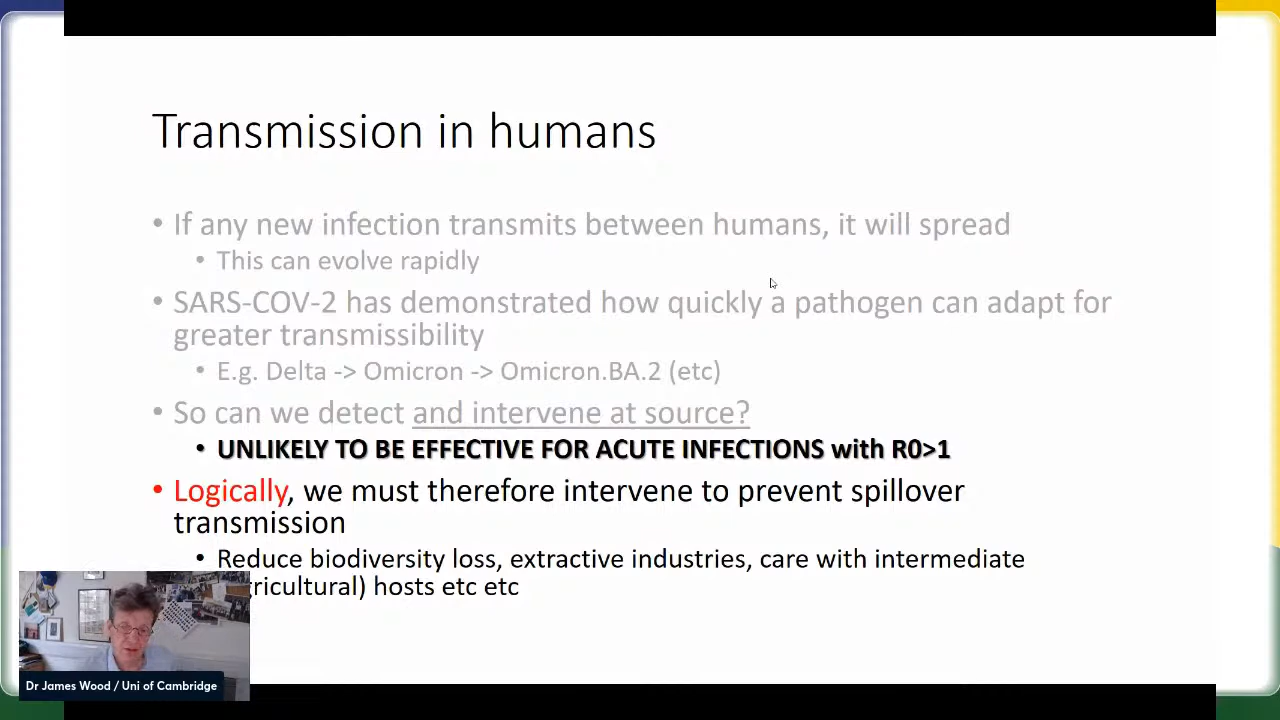 Transmission in humans
• If any new infection transmits between humans, it will spread
• This can evolve rapidly
• SARS-COV-2 has demonstrated how quickly a pathogen can adapt for
greater transmissibility
• E.g. Delta -> Omicron -> Omicron.BA.2 (etc)
• So can we detect and intervene at source?
• UNLIKELY TO BE EFFECTIVE FOR ACUTE INFECTIONS with R0>1
• Logically, we must therefore intervene to prevent spillover
transmission
• Reduce biodiversity loss, extractive industries, care with intermediate
hosts etc etc
Dr James Wood / Uni of Cambridge